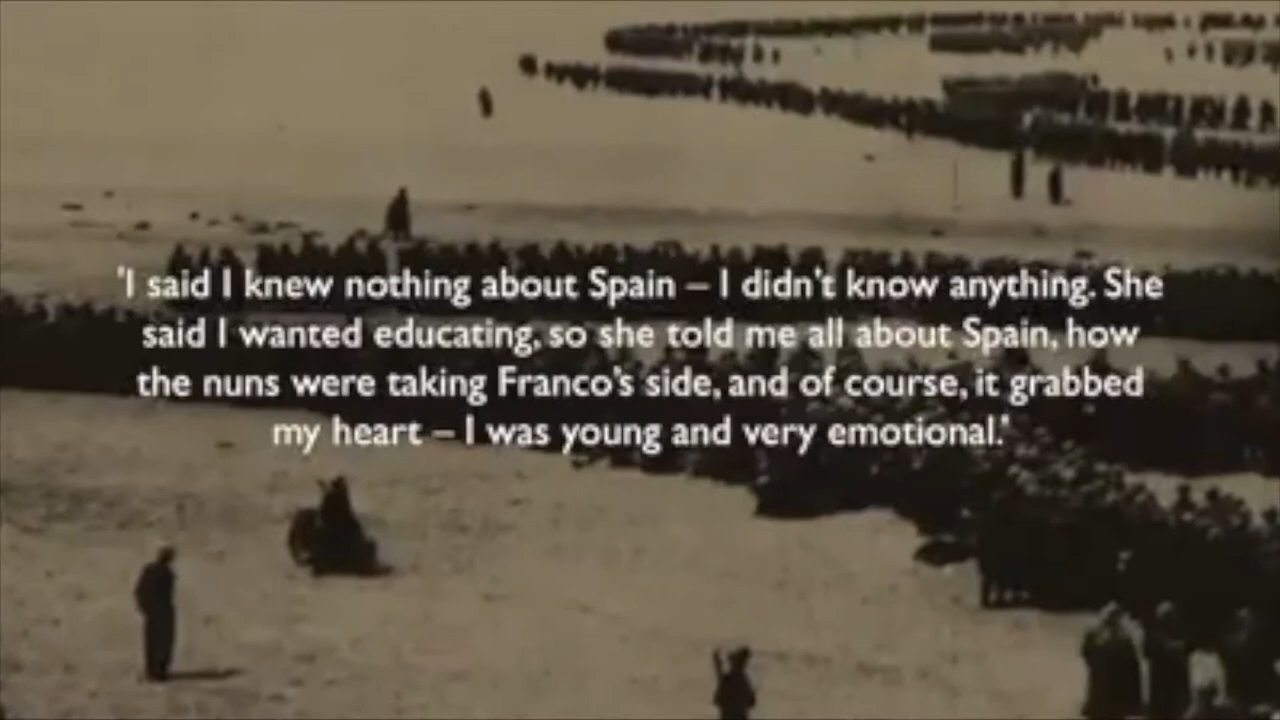 'I said I knew nothing about Spain – I didn't know anything. She
said I wanted educating, so she told me all about Spain, how
the nuns were taking Franco's side, and of course, it grabbed
my heart – I was young and very emotional.'